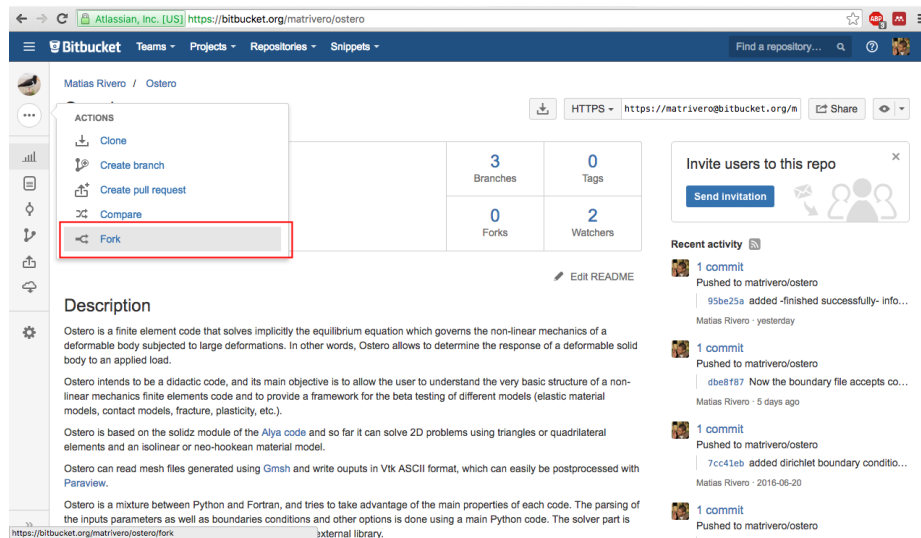 Atlassian, Inc. [US] https://bitbucket.org/matrivero/ostero
ABP
3
Bitbucket Teams Projects Repositories Snippets
Find a repository...
Matias Rivero / Ostero
HTTPS https://matrivero@bitbucket.org/m Share
ACTIONS
Clone
Create branch
Create pull request
Compare
Fork
3
Branches
0
Tags
0
Forks
2
Watchers
Edit README
Invite users to this repo
Send invitation
Recent activity
1 commit
Pushed to matrivero/ostero
95be25a added -finished successfully- info...
Matias Rivero · yesterday
1 commit
Pushed to matrivero/ostero
dbe8f87 Now the boundary file accepts co...
Matias Rivero · 5 days ago
1 commit
Pushed to matrivero/ostero
7cc41eb added dirichlet boundary conditio...
Matias Rivero · 2016-06-20
1 commit
Pushed to matrivero/ostero
Description
Ostero is a finite element code that solves implicitly the equilibrium equation which governs the non-linear mechanics of a
deformable body subjected to large deformations. In other words, Ostero allows to determine the response of a deformable solid
body to an applied load.
Ostero intends to be a didactic code, and its main objective is to allow the user to understand the very basic structure of a non-
linear mechanics finite elements code and to provide a framework for the beta testing of different models (elastic material
models, contact models, fracture, plasticity, etc.).
Ostero is based on the solidz module of the Alya code and so far it can solve 2D problems using triangles or quadrilateral
elements and an isolinear or neo-hookean material model.
Ostero can read mesh files generated using Gmsh and write ouputs in Vtk ASCII format, which can easily be postprocessed with
Paraview.
Ostero is a mixture between Python and Fortran, and tries to take advantage of the main properties of each code. The parsing of
the inputs parameters as well as boundaries conditions and other options is done using a main Python code. The solver part is
external library.
https://bitbucket.org/matrivero/ostero/fork